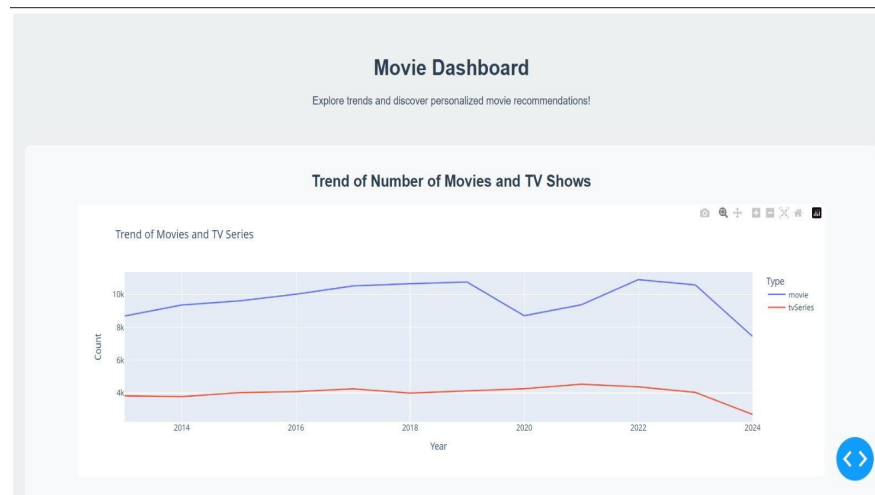 Movie Dashboard
Explore trends and discover personalized movie recommendations!
Trend of Number of Movies and TV Shows
Trend of Movies and TV Series
Type
movie
tvSeries
10k
8k
6k
4k
Count
2014 2016 2018 2020 2022 2024
Year